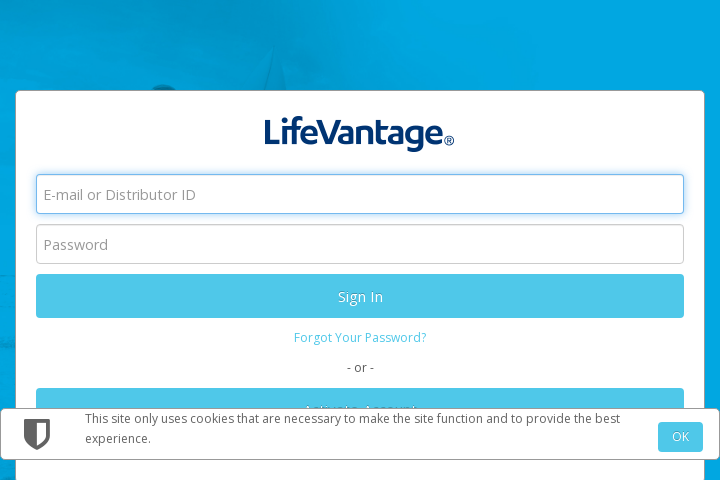 LifeVantage®
E-mail or Distributor ID
Password
Sign In
Forgot Your Password?
- or -
This site only uses cookies that are necessary to make the site function and to provide the best
experience.
OK